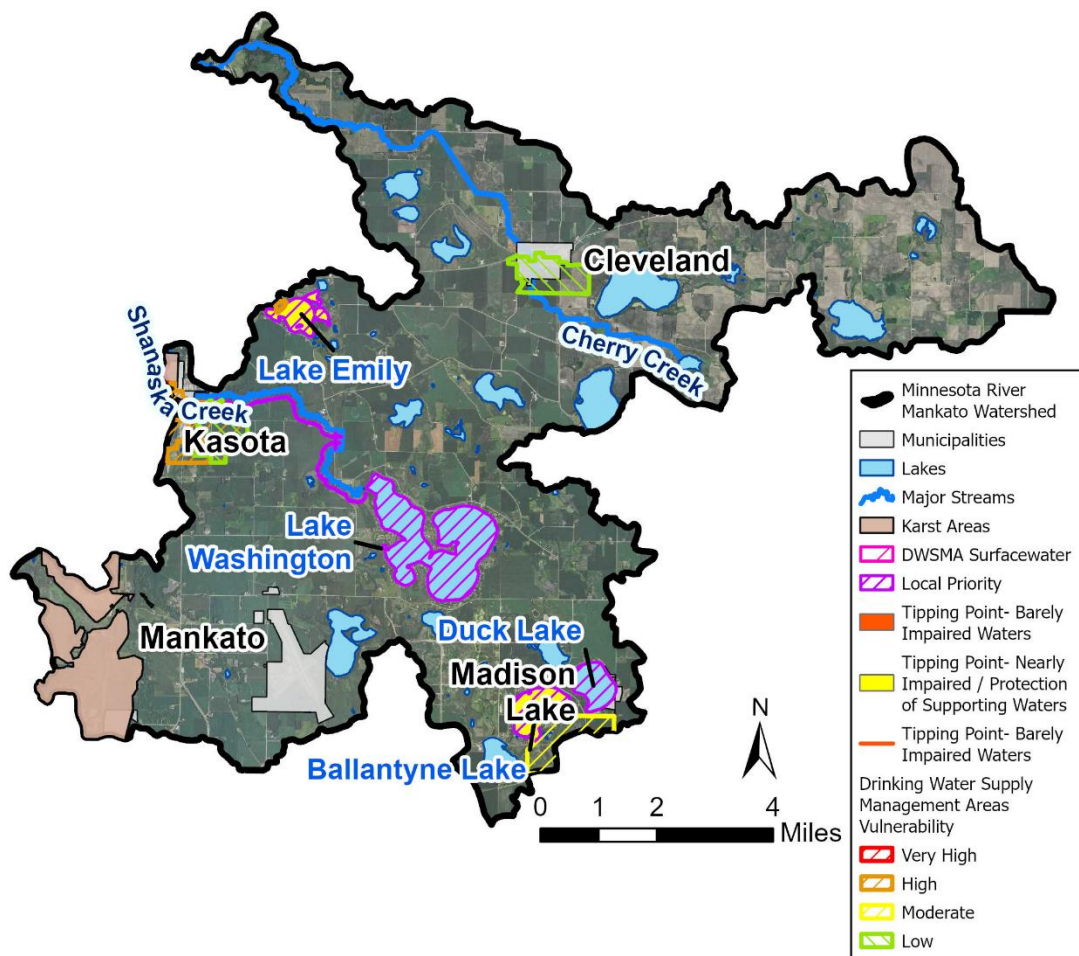 Cleveland
Cherry Creek
Lake Emily
Shanaska
Creek
Kasota
Lake
Washington
Mankato
Duck Lake
Madison
Lake
Ballantyne Lake
N
0 1 2 4
Miles
Minnesota River
Mankato Watershed
Municipalities
Lakes
Major Streams
Karst Areas
DWSMA Surfacewater
Local Priority
Tipping Point- Barely
Impaired Waters
Tipping Point- Nearly
Impaired / Protection
of Supporting Waters
Tipping Point- Barely
Impaired Waters
Drinking Water Supply
Management Areas
Vulnerability
Very High
High
Moderate
Low